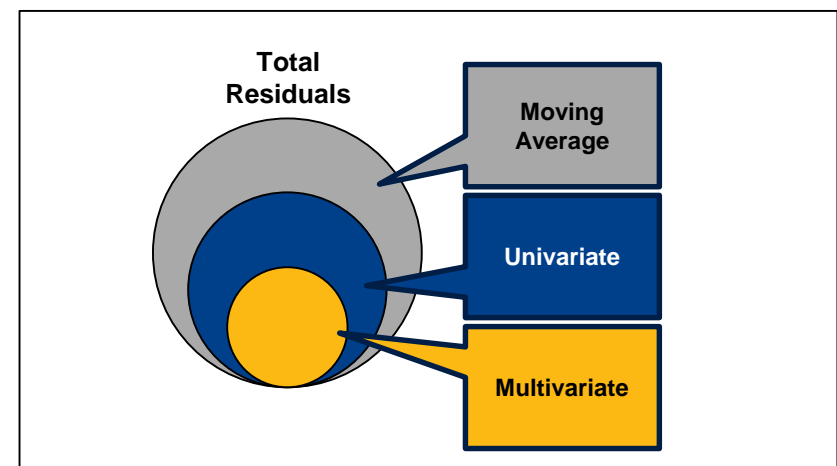 Total
Residuals
Moving
Average
Univariate
Multivariate